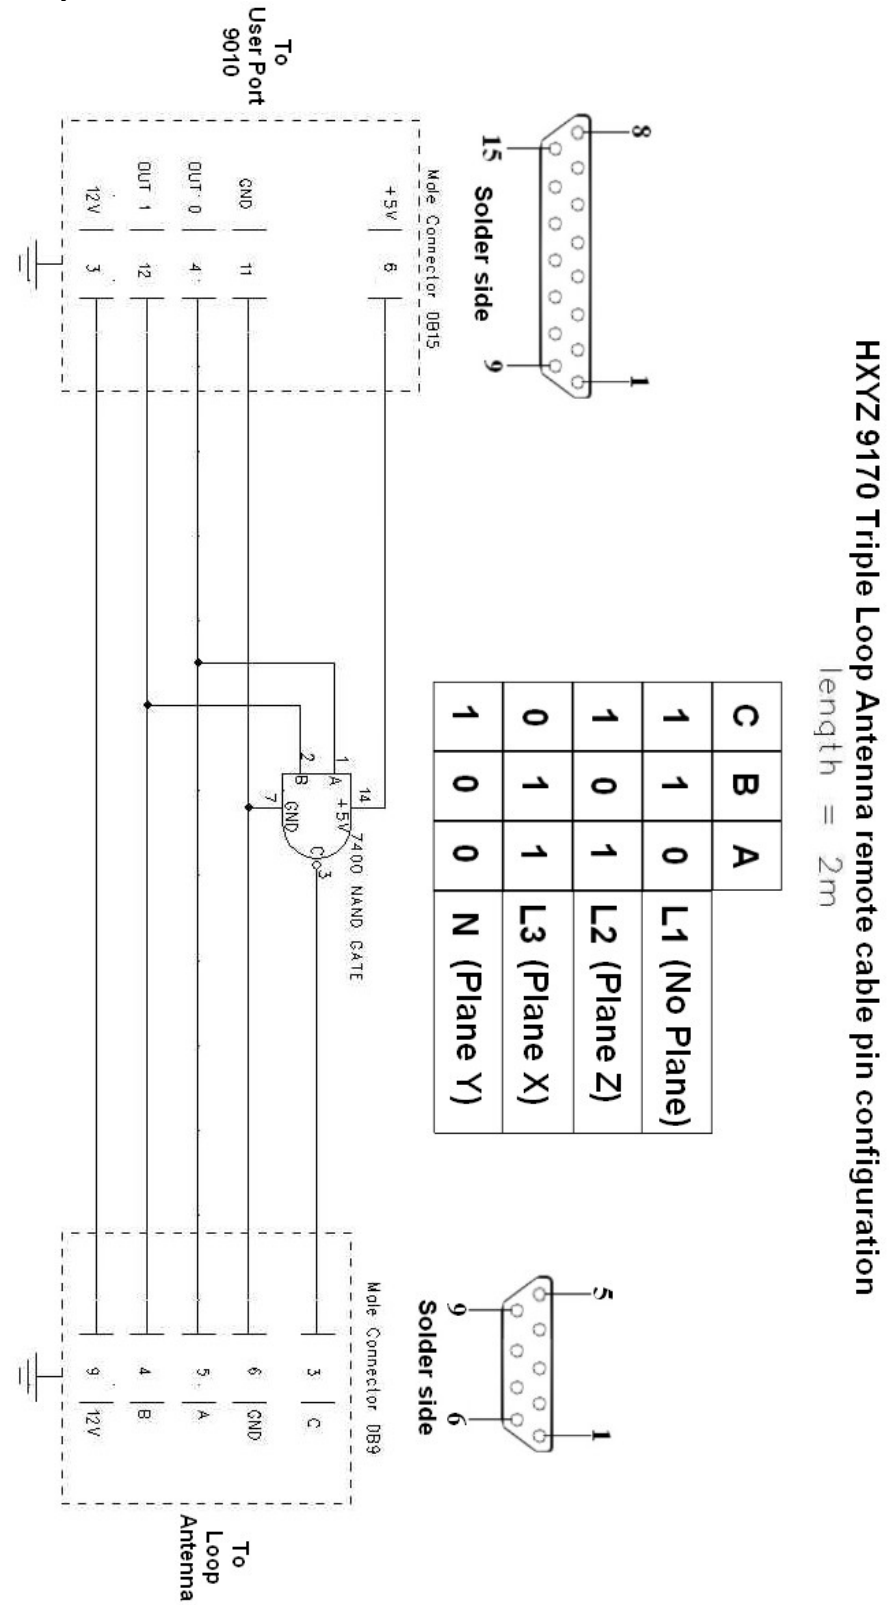 HXYZ 9170 Triple Loop Antenna remote cable pin configuration
length = 2m
8
1
15
9
Solder side
C B A
1 1 0 L1 (No Plane)
1 0 1 L2 (Plane Z)
0 1 1 L3 (Plane X)
1 0 0 N (Plane Y)
5
1
9
6
Solder side
Male Connector DB15
+5V 6
GND 11
OUT 0 4
OUT 1 12
12V 3
To
User Port
9010
7400 NAND GATE
14
+5V
1
A
2
B
7
GND
C
3
Male Connector DB9
3 C
6 GND
5 A
4 B
9 12V
To
Loop
Antenna